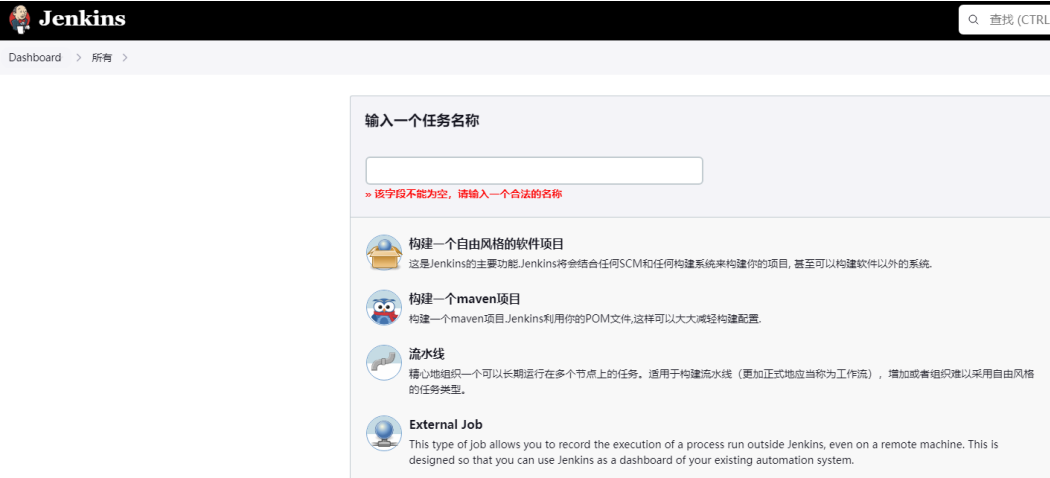 Jenkins
查找 (CTRL
Dashboard > 所有 >
输入一个任务名称
» 该字段不能为空，请输入一个合法的名称
构建一个自由风格的软件项目
这是Jenkins的主要功能.Jenkins将会结合任何SCM和任何构建系统来构建你的项目, 甚至可以构建软件以外的系统.
构建一个maven项目
构建一个maven项目.Jenkins利用你的POM文件,这样可以大大减轻构建配置.
流水线
精心地组织一个可以长期运行在多个节点上的任务。适用于构建流水线（更加正式地应当称为工作流），增加或者组织难以采用自由风格
的任务类型。
External Job
This type of job allows you to record the execution of a process run outside Jenkins, even on a remote machine. This is
designed so that you can use Jenkins as a dashboard of your existing automation system.